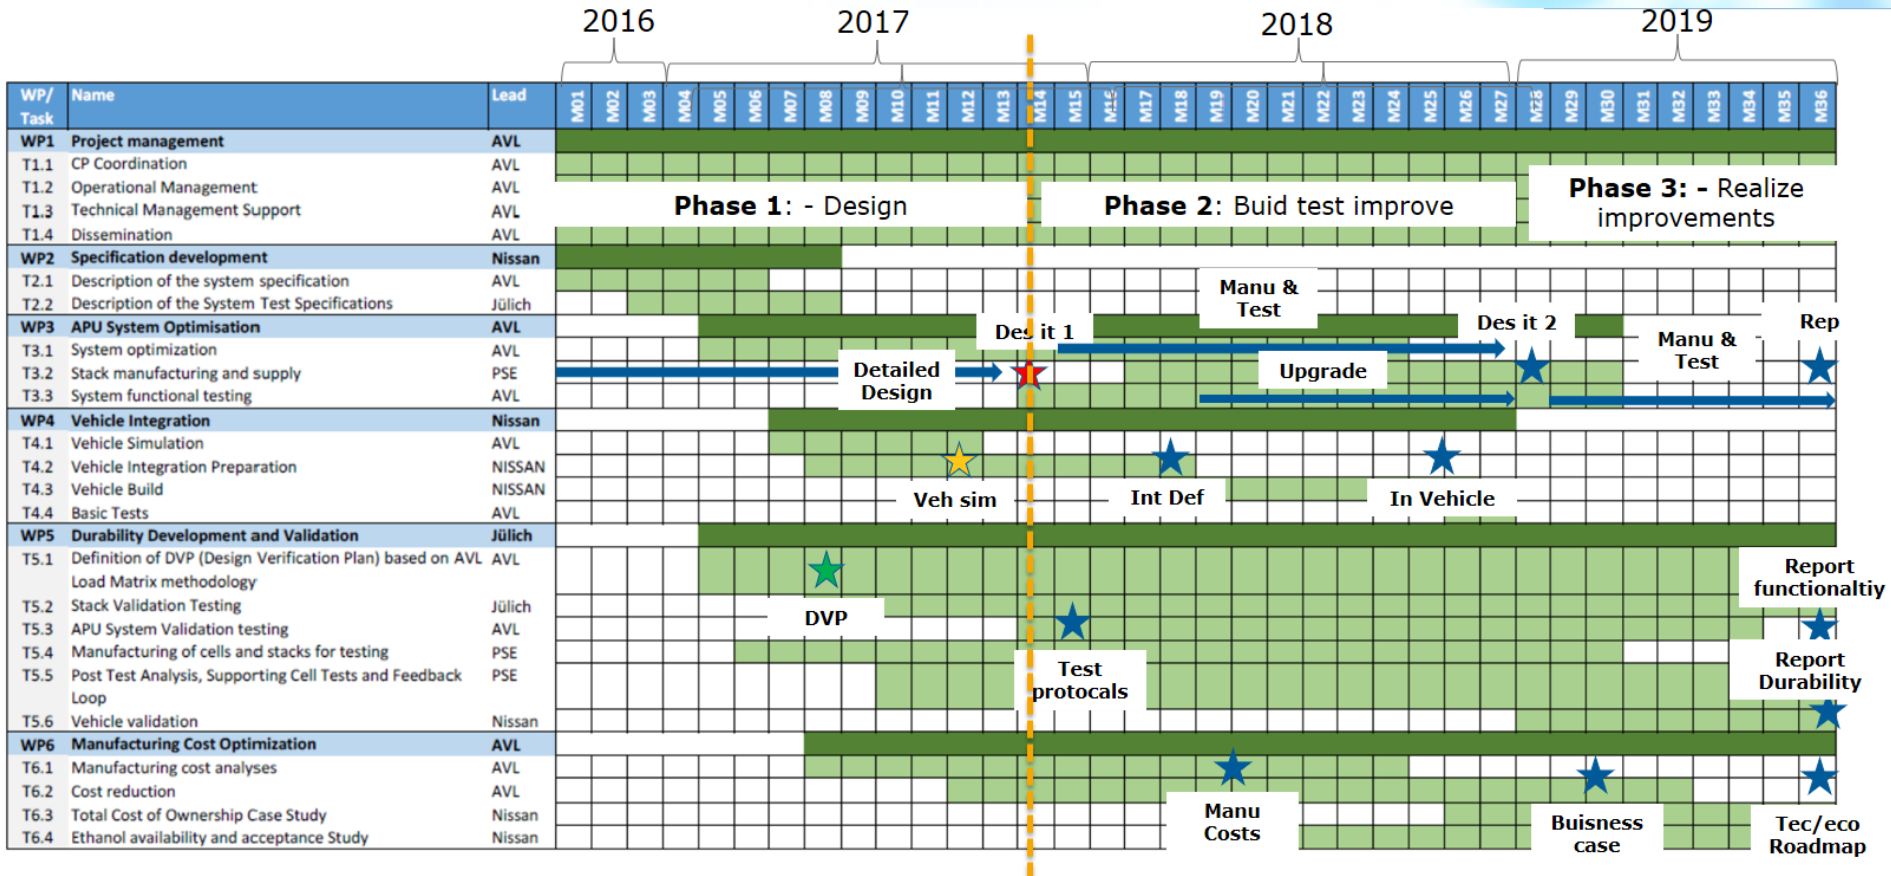 2016
2017
2018
2019
WP/ Task Name Lead M01 M02 M03 M04 M05 M06 M07 M08 M09 M10 M11 M12 M13 M14 M15 M16 M17 M18 M19 M20 M21 M22 M23 M24 M25 M26 M27 M28 M29 M30 M31 M32 M33 M34 M35 M36
WP1 Project management AVL
T1.1 CP Coordination AVL
T1.2 Operational Management AVL
T1.3 Technical Management Support AVL
T1.4 Dissemination AVL
Phase 1: - Design
Phase 2: Buid test improve
Phase 3: - Realize
improvements
WP2 Specification development Nissan
T2.1 Description of the system specification AVL
T2.2 Description of the System Test Specifications Jülich
Manu &
Test
WP3 APU System Optimisation AVL
Des it 1
Des it 2
Rep
T3.1 System optimization AVL
Manu &
Test
T3.2 Stack manufacturing and supply PSE
Detailed
Design
Upgrade
T3.3 System functional testing AVL
WP4 Vehicle Integration Nissan
T4.1 Vehicle Simulation AVL
T4.2 Vehicle Integration Preparation NISSAN
T4.3 Vehicle Build NISSAN
Veh sim
Int Def
In Vehicle
T4.4 Basic Tests AVL
WP5 Durability Development and Validation Jülich
T5.1 Definition of DVP (Design Verification Plan) based on AVL AVL
Load Matrix methodology
Report
functionaltiy
T5.2 Stack Validation Testing Jülich
DVP
T5.3 APU System Validation testing AVL
T5.4 Manufacturing of cells and stacks for testing PSE
Test
protocals
Report
Durability
T5.5 Post Test Analysis, Supporting Cell Tests and Feedback PSE
Loop
T5.6 Vehicle validation Nissan
WP6 Manufacturing Cost Optimization AVL
T6.1 Manufacturing cost analyses AVL
T6.2 Cost reduction AVL
T6.3 Total Cost of Ownership Case Study Nissan
Manu
Costs
Buisness
case
Tec/eco
Roadmap
T6.4 Ethanol availability and acceptance Study Nissan